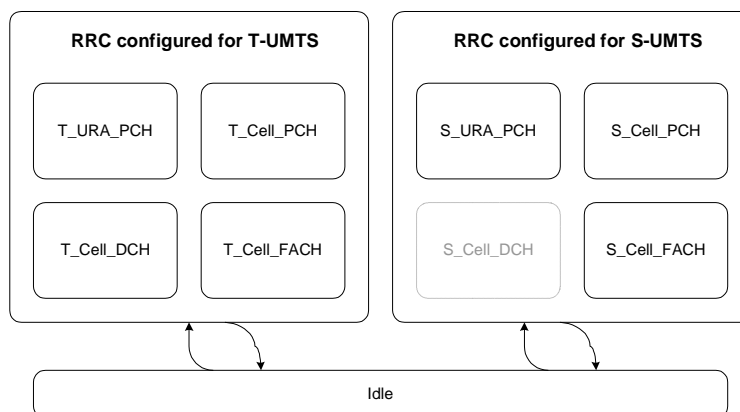 RRC configured for T-UMTS
RRC configured for S-UMTS
T_URA_PCH
T_Cell_PCH
S_URA_PCH
S_Cell_PCH
T_Cell_DCH
T_Cell_FACH
S_Cell_DCH
S_Cell_FACH
Idle